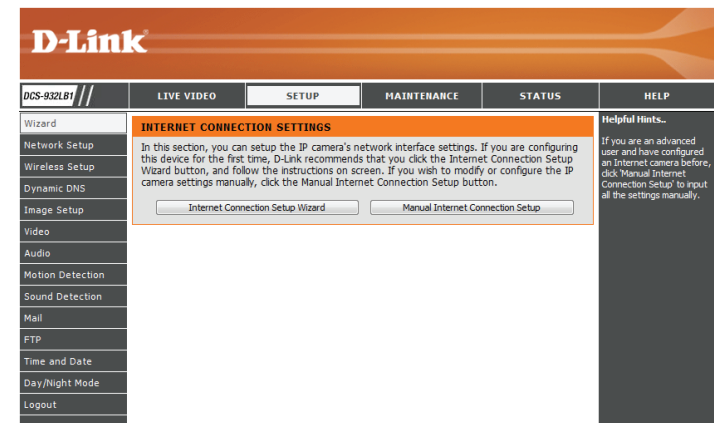 D-Link
DCS-932LB1 //
LIVE VIDEO
SETUP
MAINTENANCE
STATUS
HELP
Wizard
Network Setup
Wireless Setup
Dynamic DNS
Image Setup
Video
Audio
Motion Detection
Sound Detection
Mail
FTP
Time and Date
Day/Night Mode
Logout
INTERNET CONNECTION SETTINGS
In this section, you can setup the IP camera's network interface settings. If you are configuring
this device for the first time, D-Link recommends that you click the Internet Connection Setup
Wizard button, and follow the instructions on screen. If you wish to modify or configure the IP
camera settings manually, click the Manual Internet Connection Setup button.
Internet Connection Setup Wizard
Manual Internet Connection Setup
Helpful Hints..
If you are an advanced
user and have configured
an Internet camera before,
click 'Manual Internet
Connection Setup' to input
all the settings manually.